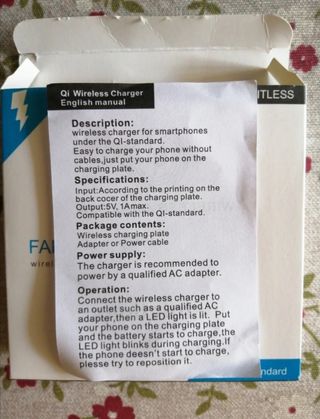 Qi Wireless Charger
English manual
ITLESS
Description:
wireless charger for smartphones
under the QI-standard.
Easy to charge your phone without
cables,just put your phone on the
charging plate.
Specifications:
Input:According to the printing on the
back cocer of the charging plate.
Output:5V, 1Amax.
Compatible with the QI-standard.
Package contents:
Wireless charging plate
Adapter or Power cable
FA
wirel
Power supply:
The charger is recommended to
power by a qualified AC adapter.
Operation:
Connect the wireless charger to
an outlet such as a qualified AC
adapter,then a LED light is lit. Put
your phone on the charging plate
and the battery starts to charge,the
LED light blinks during charging.If
the phone deesn't start to charge,
plesse try to reposition it.
ndard